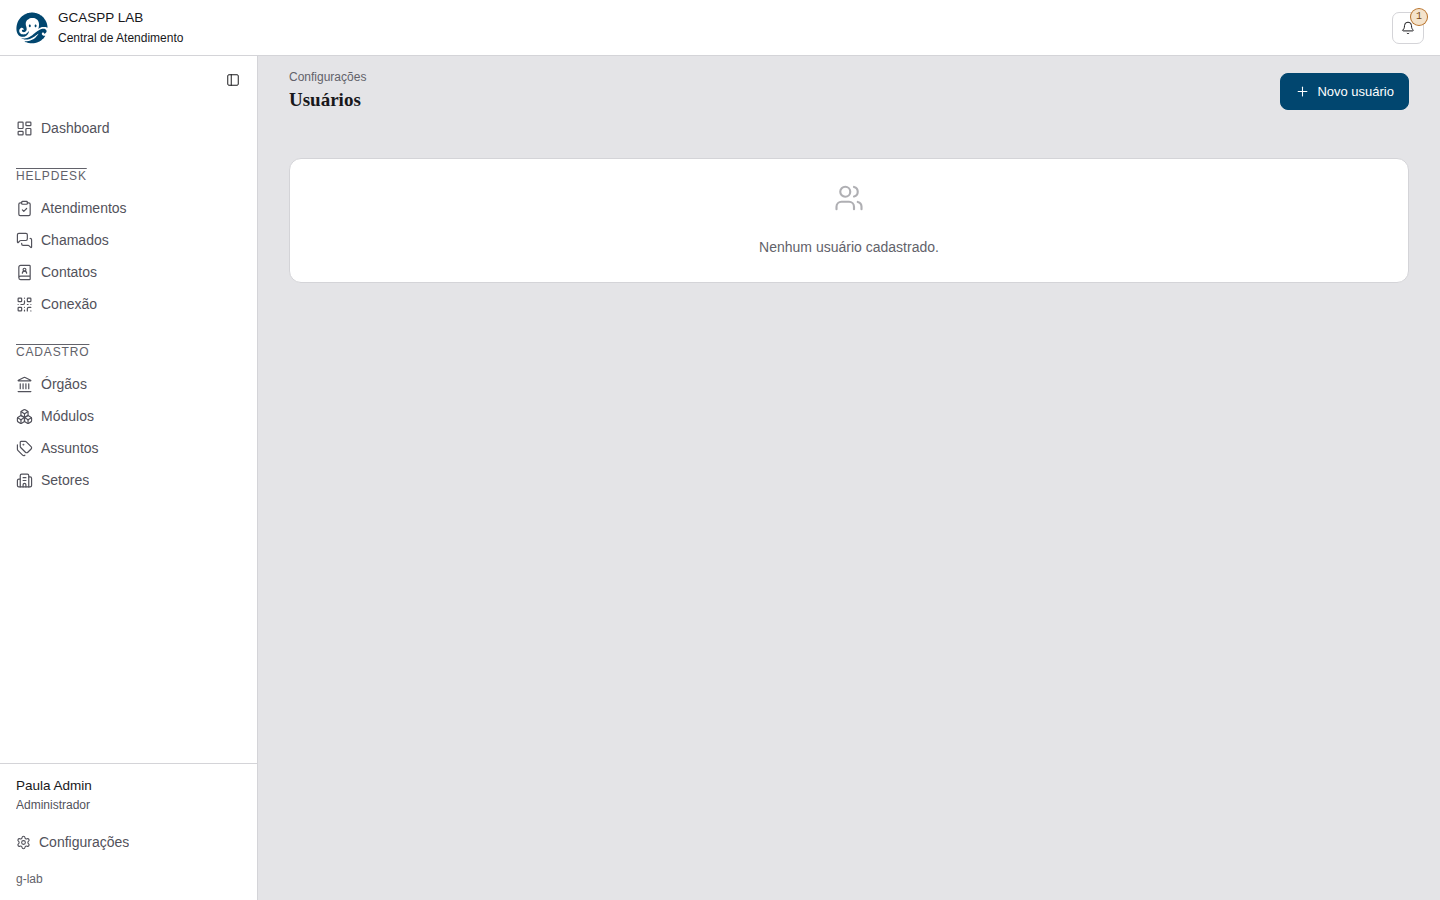 GCASPP LAB
Central de Atendimento
1
Dashboard
HELPDESK
Atendimentos
Chamados
Contatos
Conexão
CADASTRO
Órgãos
Módulos
Assuntos
Setores
Paula Admin
Administrador
Configurações
g-lab
Configurações
Usuários
Novo usuário
Nenhum usuário cadastrado.